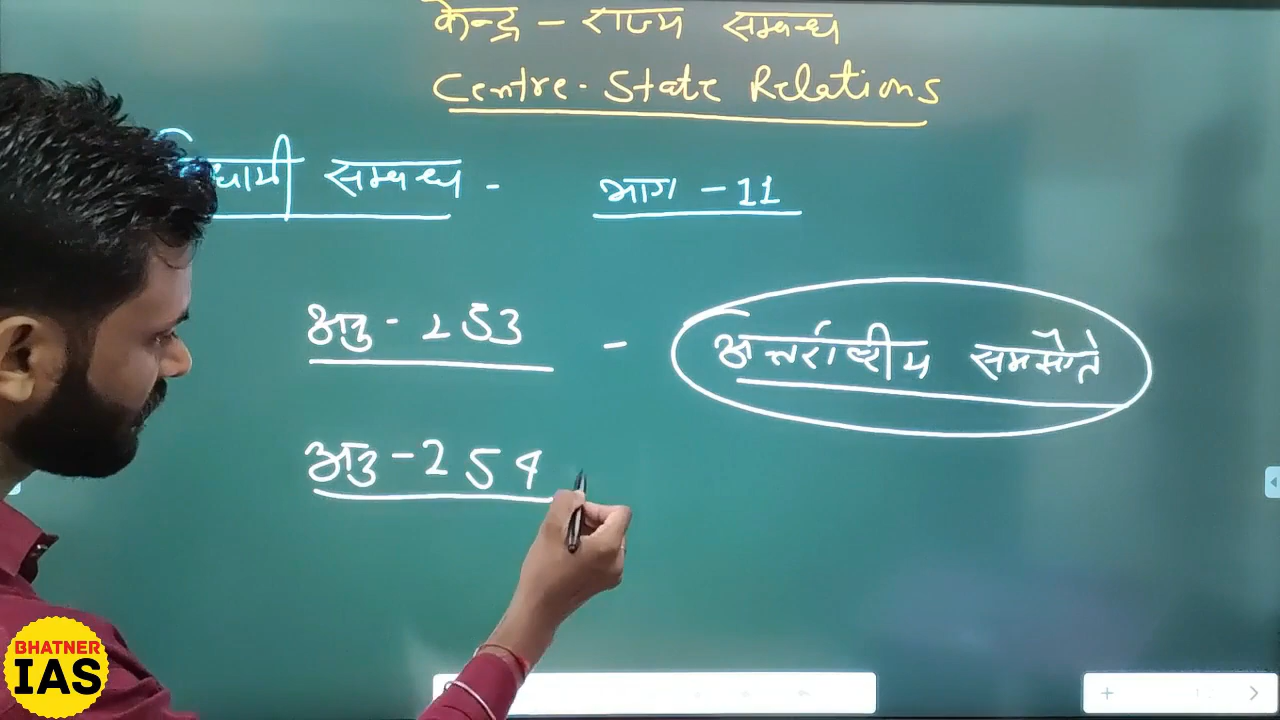 केन्द्र - राज्य सम्बन्ध
Centre-State Relations
सम्बन्ध - भाग - 11
अनु - 253 - अन्तर्राष्ट्रीय समझौते
अनु - 254
BHATNER
IAS